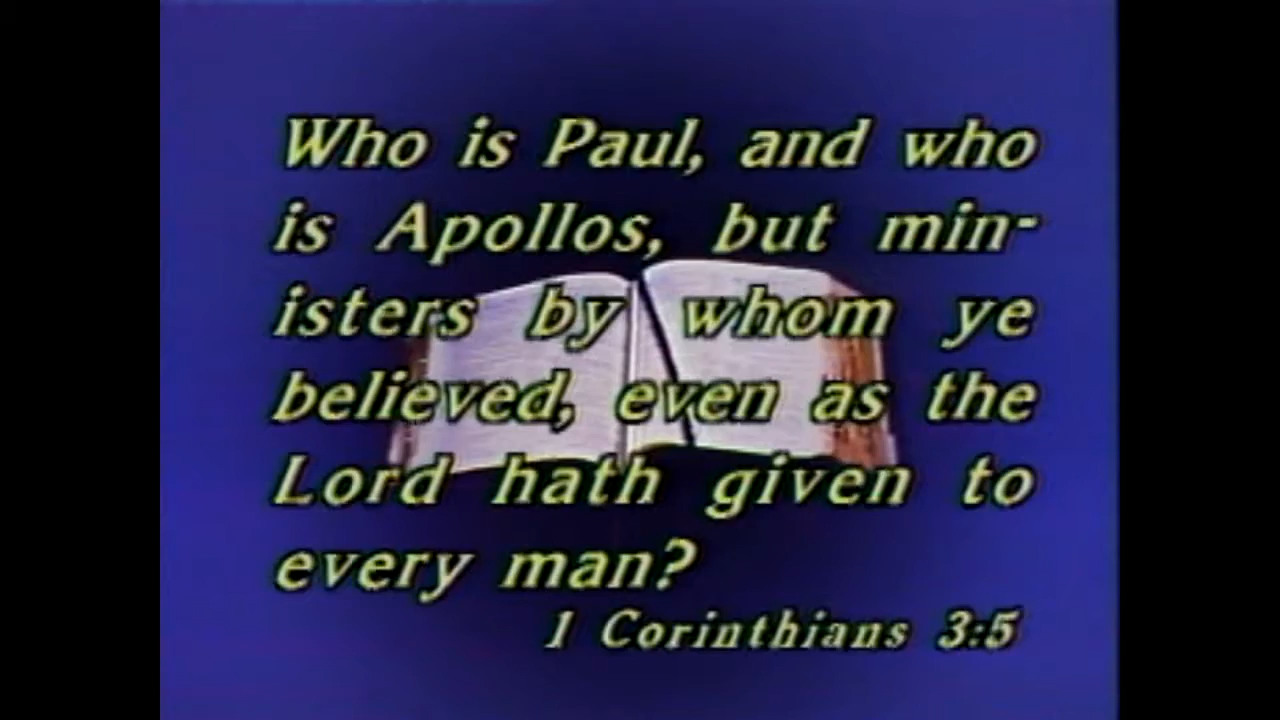 Who is Paul, and who
is Apollos, but min-
isters by whom ye
believed, even as the
Lord hath given to
every man?
1 Corinthians 3:5